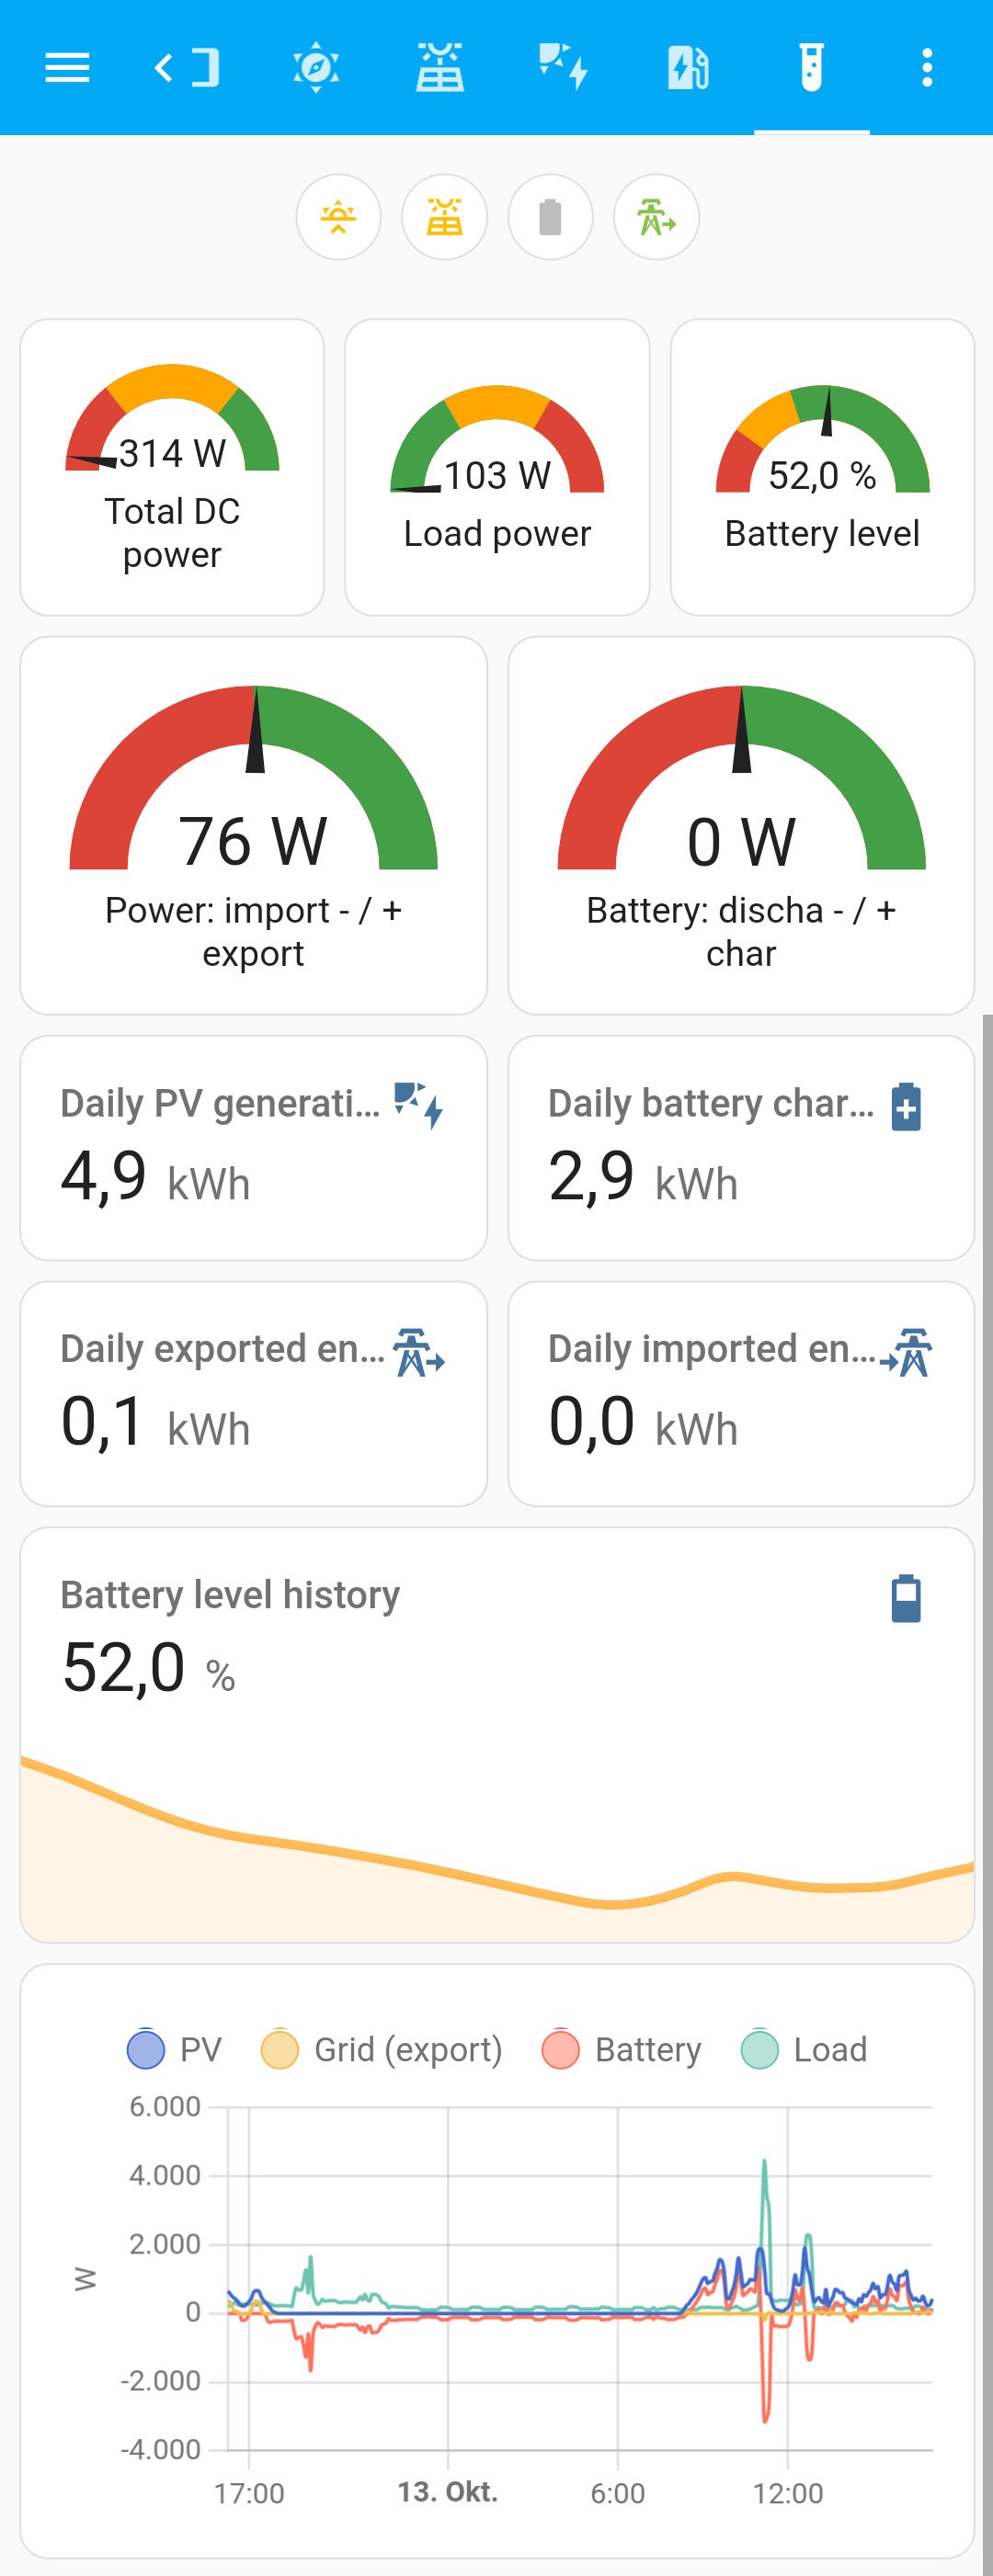 314 W
Total DC
power
103 W
Load power
52,0 %
Battery level
76 W
Power: import - / +
export
0 W
Battery: discha - / +
char
Daily PV generati...
4,9 kWh
Daily battery char...
2,9 kWh
Daily exported en...
0,1 kWh
Daily imported en...
0,0 kWh
Battery level history
52,0 %
PV Grid (export) Battery Load
6.000
4.000
2.000
W
0
-2.000
-4.000
17:00 13. Okt. 6:00 12:00